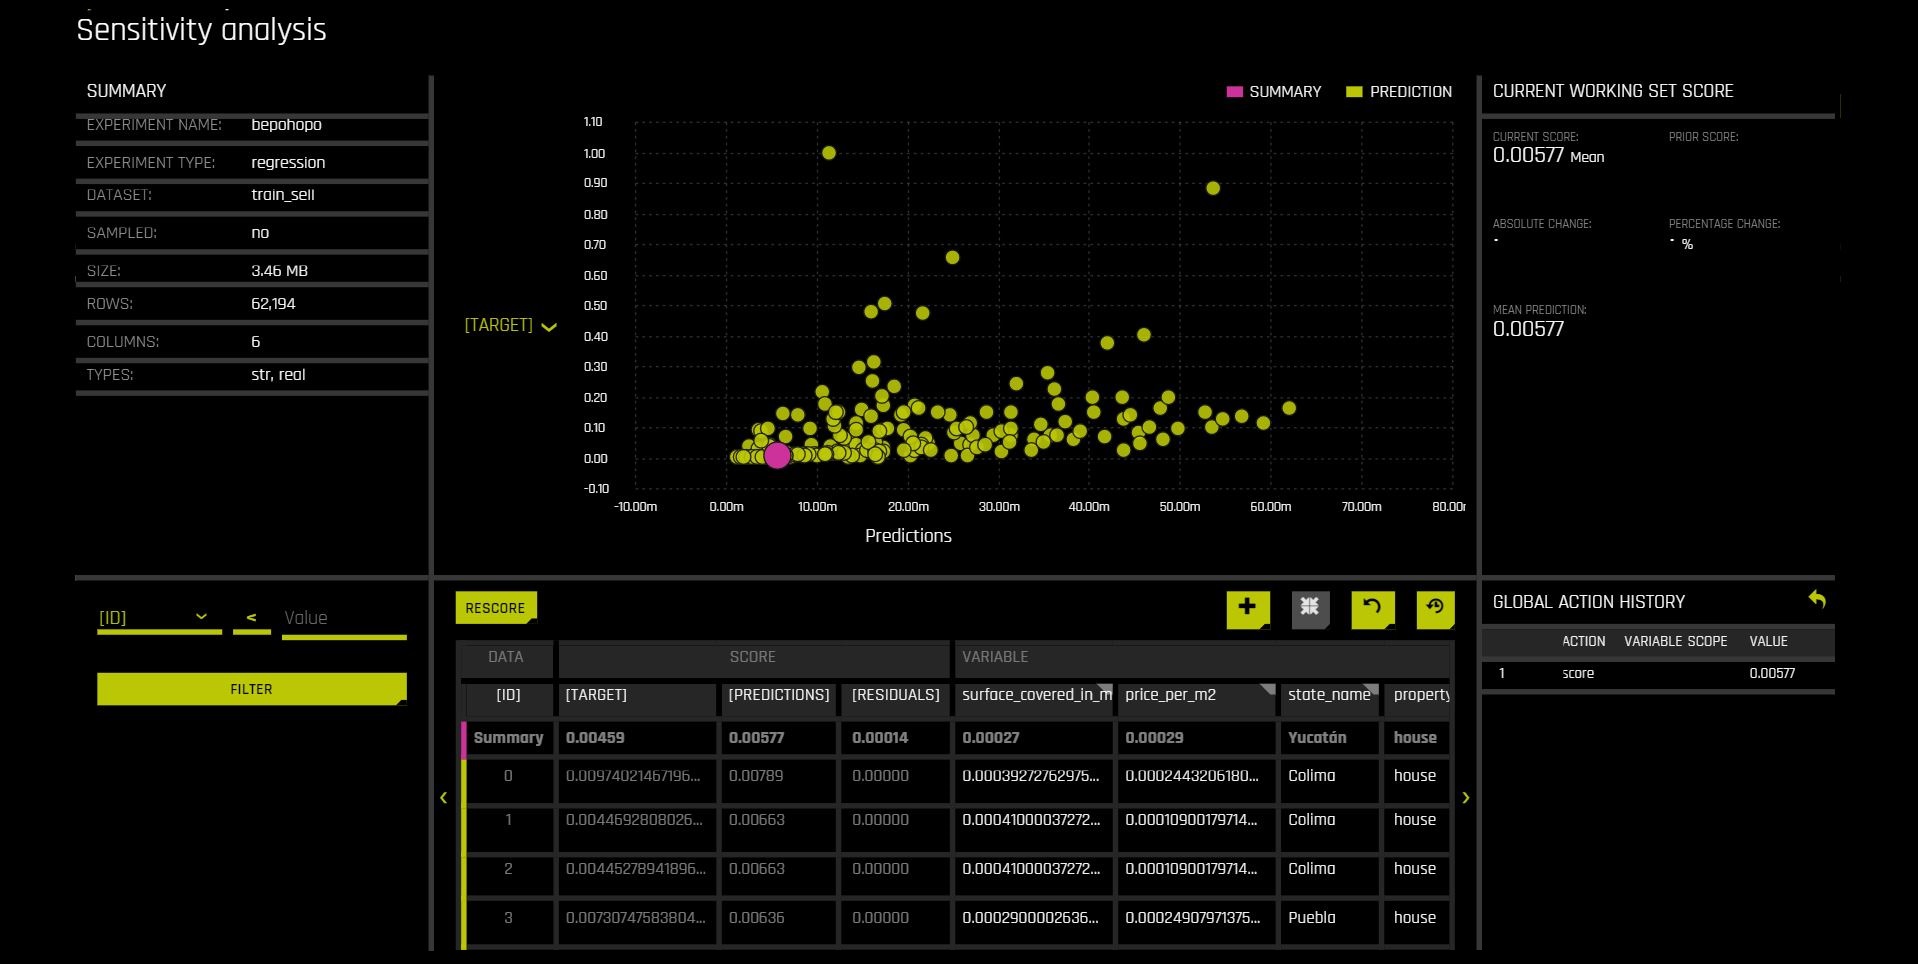 Sensitivity analysis
SUMMARY
EXPERIMENT NAME: bepohopo
EXPERIMENT TYPE: regression
DATASET: train_sell
SAMPLED: no
SIZE: 3.46 MB
ROWS: 62,194
COLUMNS: 6
TYPES: str, real
SUMMARY PREDICTION
1.10
1.00
0.90
0.80
0.70
0.60
0.50
[TARGET]
0.40
0.30
0.20
0.10
0.00
-0.10
-10.00m 0.00m 10.00m 20.00m 30.00m 40.00m 50.00m 60.00m 70.00m 80.00
Predictions
CURRENT WORKING SET SCORE
CURRENT SCORE: PRIOR SCORE:
0.00577 Mean
ABSOLUTE CHANGE: PERCENTAGE CHANGE:
- - %
MEAN PREDICTION:
0.00577
[ID] < Value
FILTER
RESCORE
DATA SCORE VARIABLE
[ID] [TARGET] [PREDICTIONS] [RESIDUALS] surface_covered_in_m price_per_m2 state_name property
Summary 0.00459 0.00577 0.00014 0.00027 0.00029 Yucatán house
0 0.00974021467196... 0.00789 0.00000 0.00039272762975... 0.0002443206180... Colima house
1 0.0044692808026... 0.00663 0.00000 0.00041000037272... 0.00010900179714... Colima house
2 0.00445278941896... 0.00663 0.00000 0.00041000037272... 0.00010900179714... Colima house
3 0.00730747583804... 0.00636 0.00000 0.0002900002636... 0.00024907971375... Puebla house
GLOBAL ACTION HISTORY
ACTION VARIABLE SCOPE VALUE
1 score 0.00577